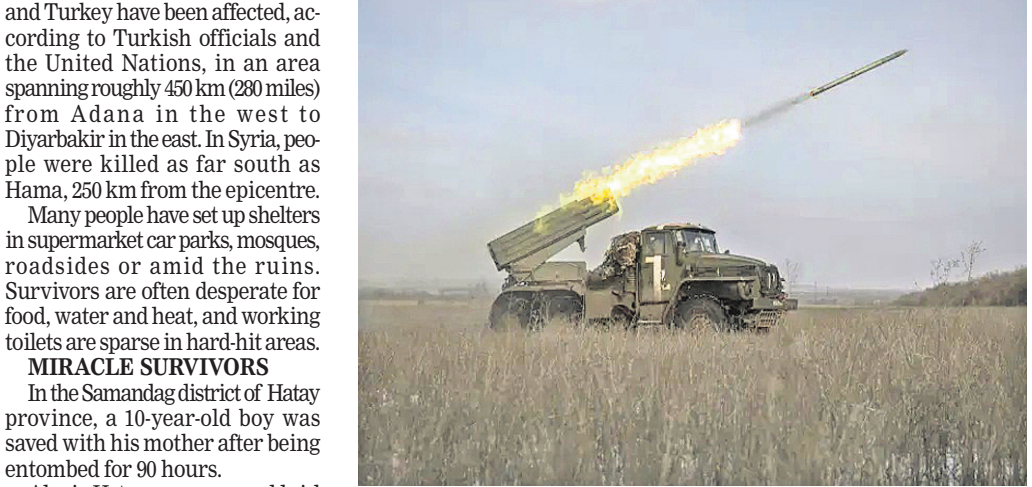 and Turkey have been affected, ac-
cording to Turkish officials and
the United Nations, in an area
spanning roughly 450 km (280 miles)
from Adana in the west to
Diyarbakir in the east. In Syria, peo-
ple were killed as far south as
Hama, 250 km from the epicentre.
Many people have set up shelters
in supermarket car parks, mosques,
roadsides or amid the ruins.
Survivors are often desperate for
food, water and heat, and working
toilets are sparse in hard-hit areas.
MIRACLE SURVIVORS
In the Samandag district of Hatay
province, a 10-year-old boy was
saved with his mother after being
entombed for 90 hours.